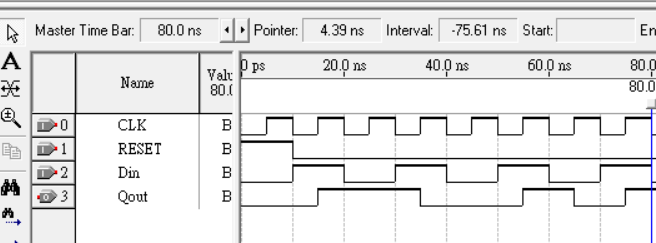 Master Time Bar: 80.0 ns Pointer: 4.39 ns Interval: -75.61 ns Start: En
A
Name Valu 80.0
0 ps 20.0 ns 40.0 ns 60.0 ns 80.0
80.0
0 CLK B
1 RESET B
2 Din B
3 Qout B